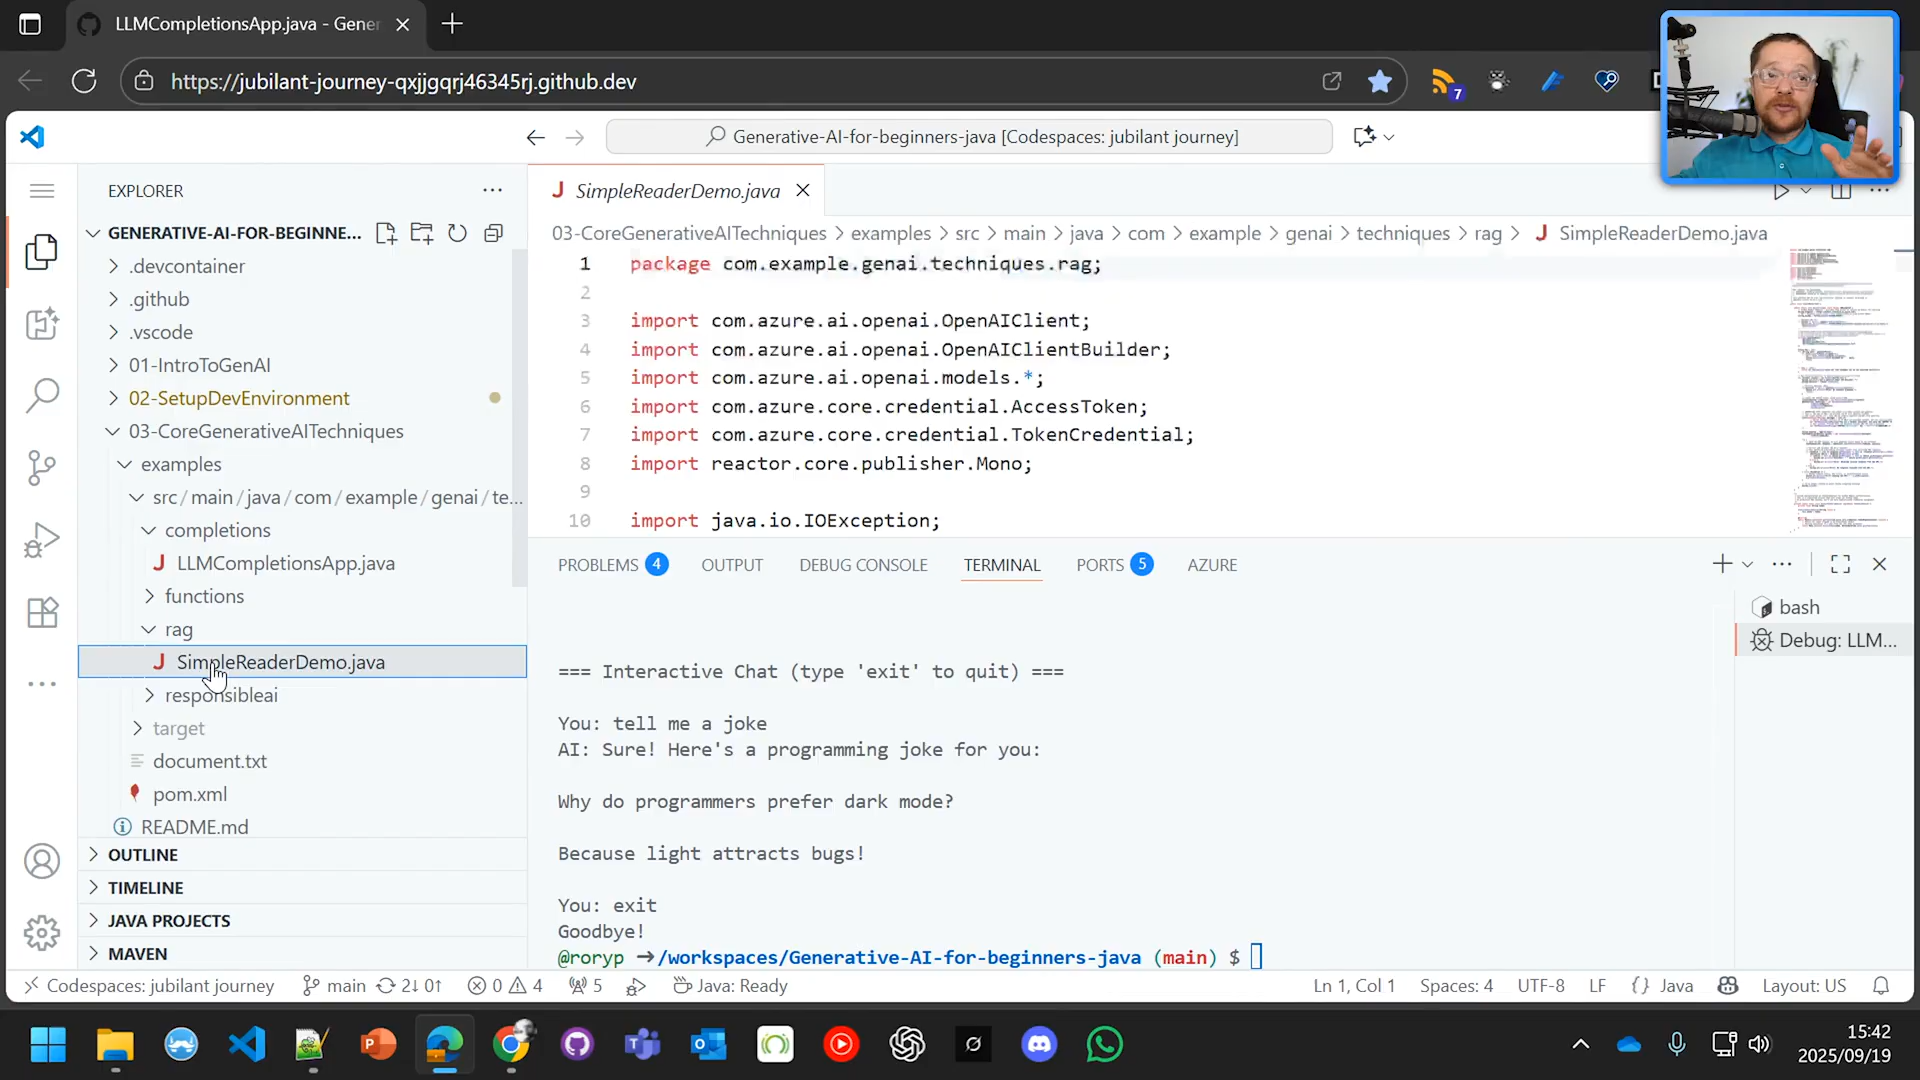 LLMCompletionsApp.java - Gener
https://jubilant-journey-qxjjgqrj46345rj.github.dev
7
Generative-AI-for-beginners-java [Codespaces: jubilant journey]
EXPLORER
GENERATIVE-AI-FOR-BEGINNE...
.devcontainer
.github
.vscode
01-IntroToGenAI
02-SetupDevEnvironment
03-CoreGenerativeAITechniques
examples
src/main/java/com/example/genai/te...
completions
J LLMCompletionsApp.java
functions
rag
J SimpleReaderDemo.java
responsibleai
target
document.txt
pom.xml
README.md
OUTLINE
TIMELINE
JAVA PROJECTS
MAVEN
J SimpleReaderDemo.java
03-CoreGenerativeAITechniques > examples > src > main > java > com > example > genai > techniques > rag > J SimpleReaderDemo.java
1 package com.example.genai.techniques.rag;
2
3 import com.azure.ai.openai.OpenAIClient;
4 import com.azure.ai.openai.OpenAIClientBuilder;
5 import com.azure.ai.openai.models.*;
6 import com.azure.core.credential.AccessToken;
7 import com.azure.core.credential.TokenCredential;
8 import reactor.core.publisher.Mono;
9
10 import java.io.IOException;
PROBLEMS 4 OUTPUT DEBUG CONSOLE TERMINAL PORTS 5 AZURE
bash
Debug: LLM...
=== Interactive Chat (type 'exit' to quit) ===
You: tell me a joke
AI: Sure! Here's a programming joke for you:
Why do programmers prefer dark mode?
Because light attracts bugs!
You: exit
Goodbye!
@roryp →/workspaces/Generative-AI-for-beginners-java (main) $
Codespaces: jubilant journey main 2↓ 0↑ 0 4 5 Java: Ready Ln 1, Col 1 Spaces: 4 UTF-8 LF {} Java Layout: US
15:42
2025/09/19